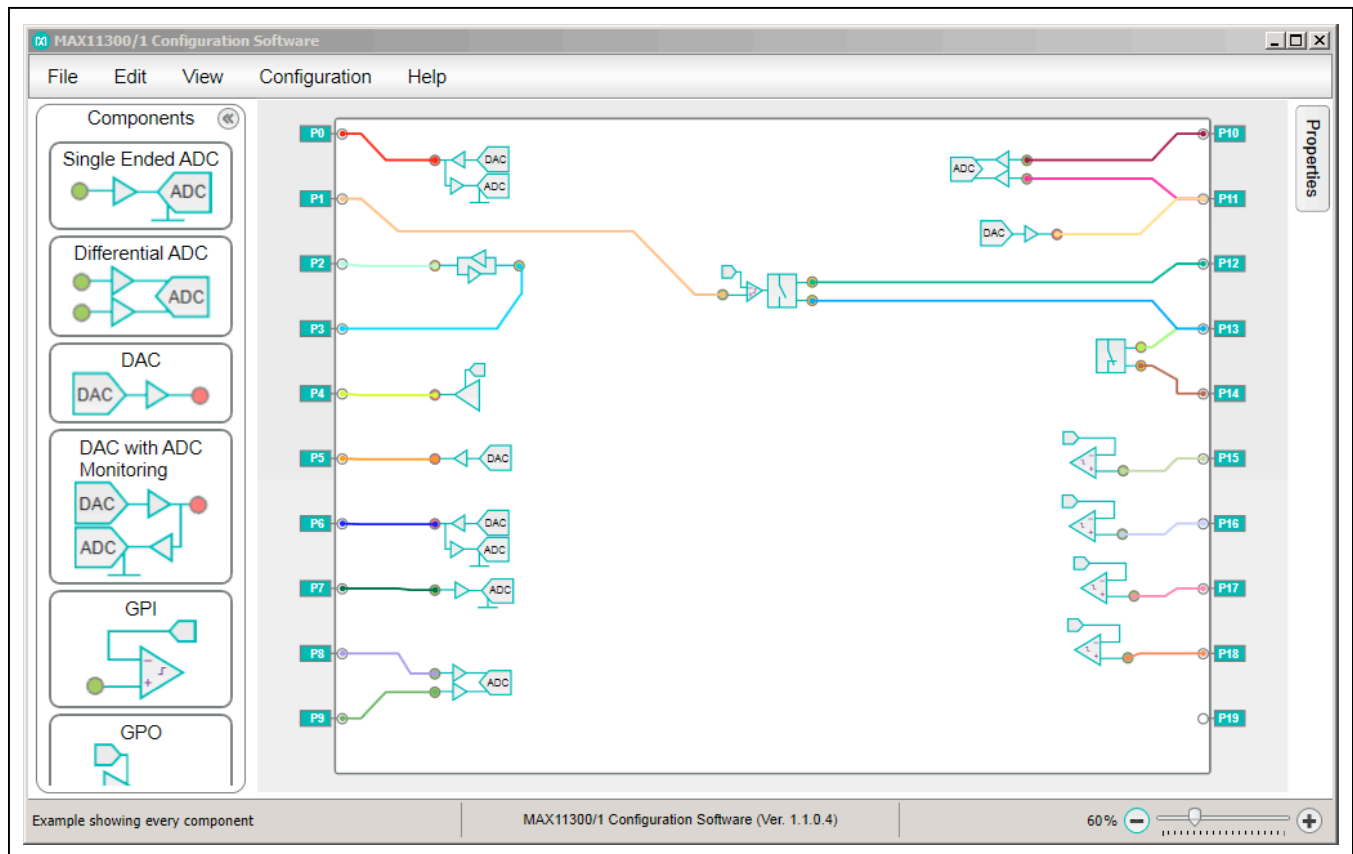 MAX11300/1 Configuration Software
File Edit View Configuration Help
Components
Single Ended ADC
ADC
Differential ADC
ADC
DAC
DAC
DAC with ADC
Monitoring
DAC
ADC
GPI
GPO
P0
DAC
ADC
P1
P2
P3
P4
P5
DAC
P6
DAC
ADC
P7
ADC
P8
ADC
P9
P10
ADC
P11
DAC
P12
P13
P14
P15
P16
P17
P18
P19
Properties
Example showing every component
MAX11300/1 Configuration Software (Ver. 1.1.0.4)
60%